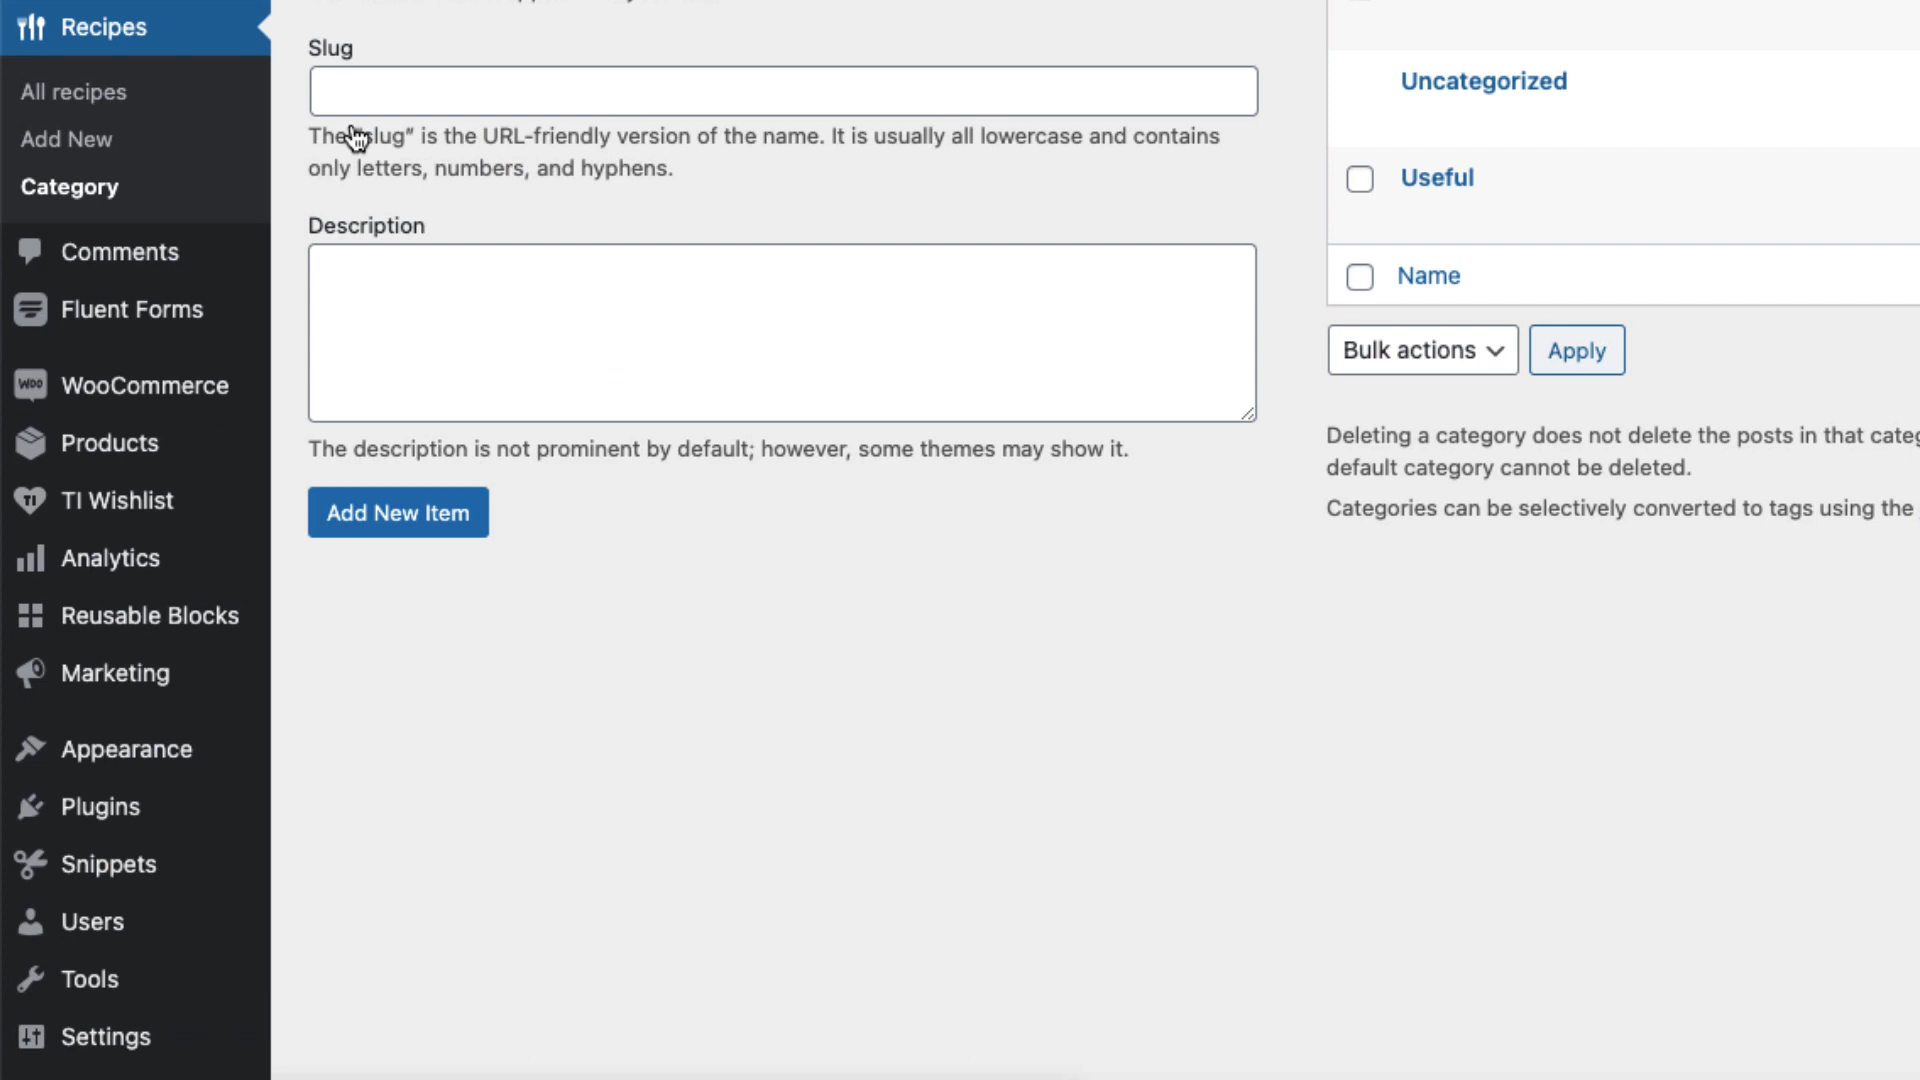 Recipes
All recipes
Add New
Category
Comments
Fluent Forms
WooCommerce
Products
TI Wishlist
Analytics
Reusable Blocks
Marketing
Appearance
Plugins
Snippets
Users
Tools
Settings
Slug
The "slug” is the URL-friendly version of the name. It is usually all lowercase and contains
only letters, numbers, and hyphens.
Description
The description is not prominent by default; however, some themes may show it.
Add New Item
Uncategorized
Useful
Name
Bulk actions
Apply
Deleting a category does not delete the posts in that
default category cannot be deleted.
Categories can be selectively converted to tags using the